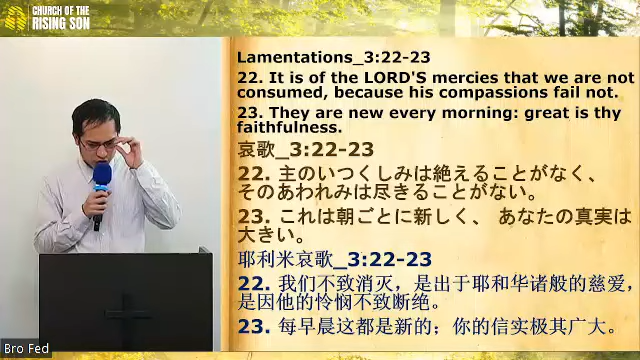 CHURCH OF THE
RISING SON
Lamentations_3:22-23
22. It is of the LORD'S mercies that we are not
consumed, because his compassions fail not.
23. They are new every morning: great is thy
faithfulness.
哀歌_3:22-23
22. 主のいつくしみは絶えることがなく、
そのあわれみは尽きることがない。
23. これは朝ごとに新しく、 あなたの真実は
大きい。
耶利米哀歌_3:22-23
22. 我们不致消灭，是出于耶和华诸般的慈爱，
是因他的怜悯不致断绝。
23. 每早晨这都是新的；你的信实极其广大。
Bro Fed